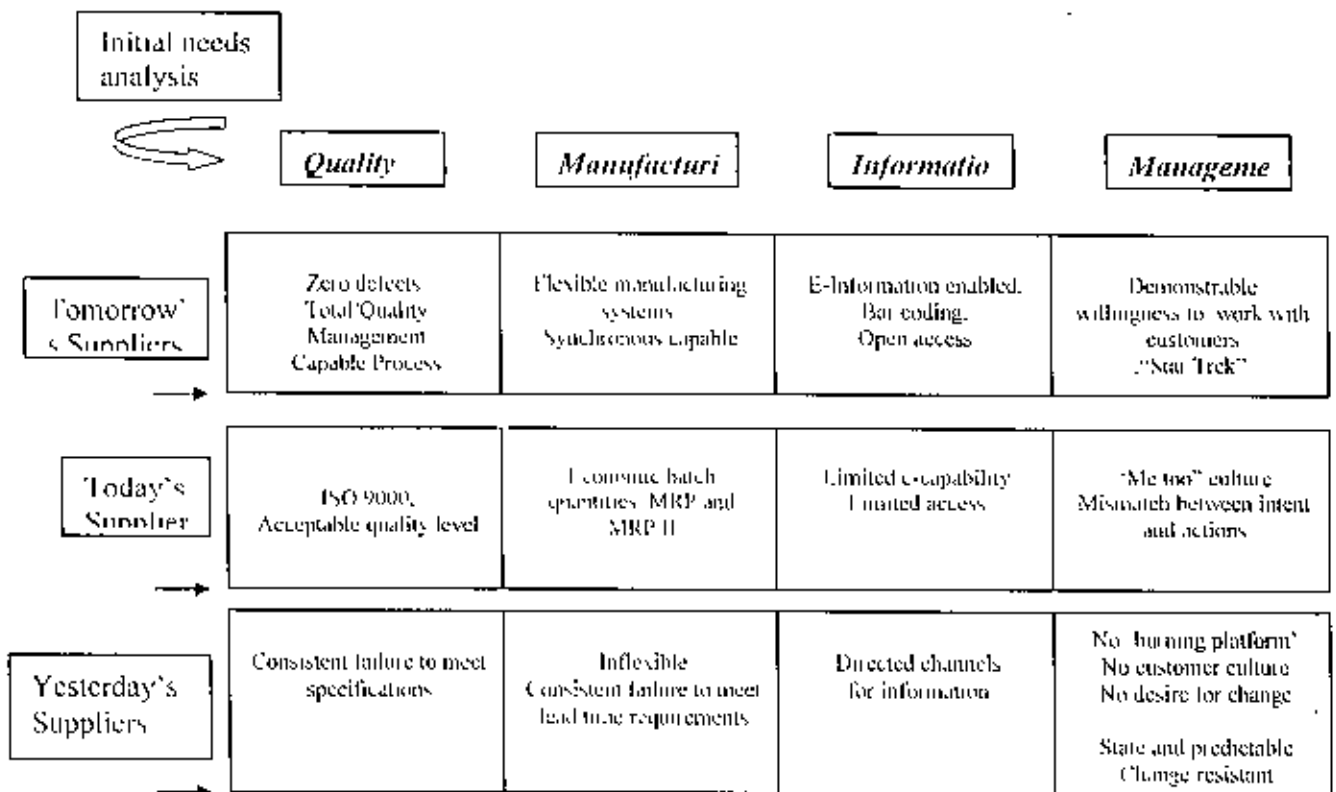 Initial needs
analysis
Quality
Manufacturi
Informatio
Manageme
Tomorrow'
s Suppliers
Zero defects
Total Quality
Management
Capable Process
Flexible manufacturing
systems
Synchronous capable
E-Information enabled.
Bar coding.
Open access
Demonstrable
willingness to work with
customers
"Star Trek"
Today's
Supplier
ISO 9000,
Acceptable quality level
Economic batch
quantities MRP and
MRP II
Limited e-capability
Limited access
"Me too" culture
Mismatch between intent
and actions
Yesterday's
Suppliers
Consistent failure to meet
specifications
Inflexible
Consistent failure to meet
lead time requirements
Directed channels
for information
No 'burning platform'
No customer culture
No desire for change
and predictable
Change resistant